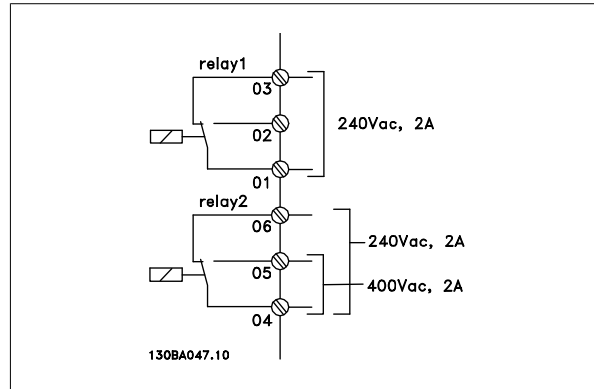 relay1
03
02
240Vac, 2A
01
relay2
06
240Vac, 2A
05
400Vac, 2A
04
130BA047.10